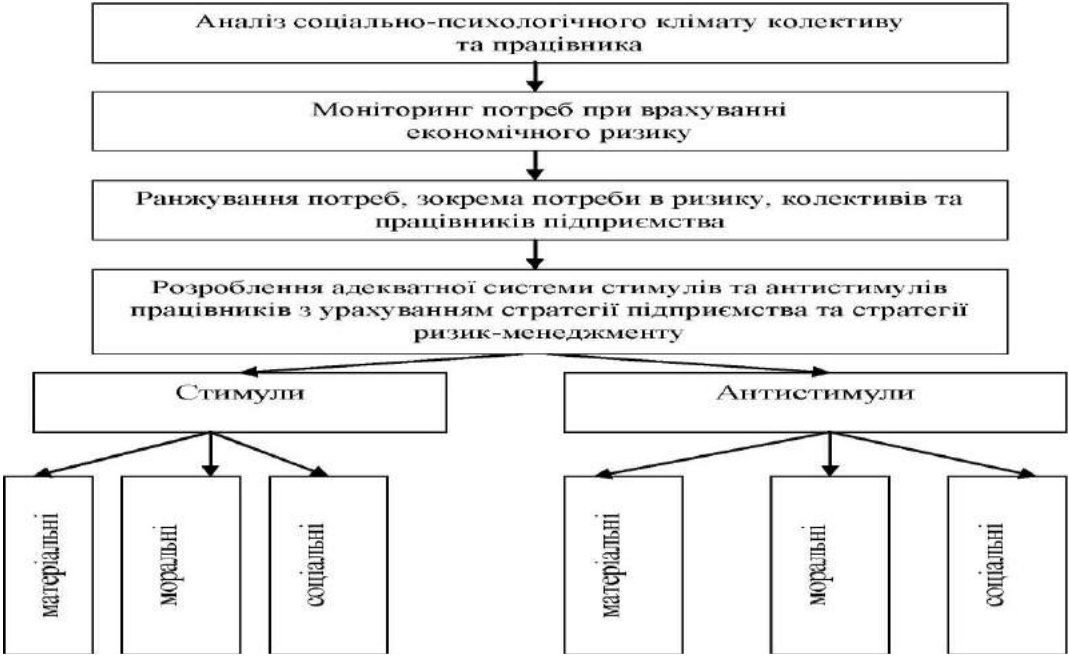 Аналіз соціально-психологічного клімату колективу
та працівника
Моніторинг потреб при врахуванні
економічного ризику
Ранжування потреб, зокрема потреби в ризику, колективів та
працівників підприємства
Розроблення адекватної системи стимулів та антистимулів
працівників з урахуванням стратегії підприємства та стратегії
ризик-менеджменту
Стимули
Антистимули
матеріальні
моральні
соціальні
матеріальні
моральні
соціальні